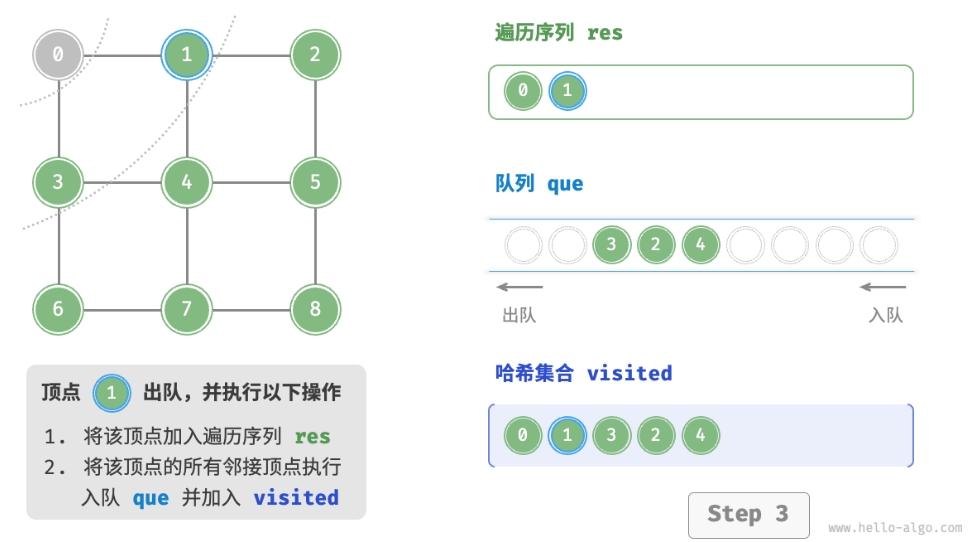 0 1 2
3 4 5
6 7 8
顶点 1 出队，并执行以下操作
1. 将该顶点加入遍历序列 res
2. 将该顶点的所有邻接顶点执行
入队 que 并加入 visited
遍历序列 res
0 1
队列 que
3 2 4
出队 入队
哈希集合 visited
0 1 3 2 4
Step 3
www.hello-algo.com